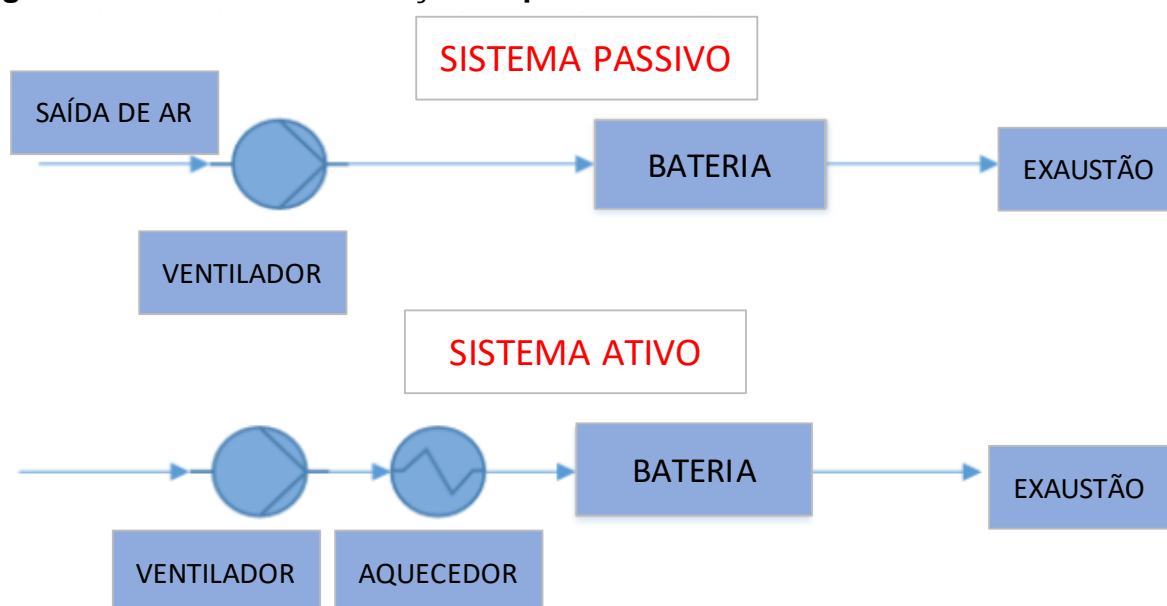 SISTEMA PASSIVO
SAÍDA DE AR
BATERIA
EXAUSTÃO
VENTILADOR
SISTEMA ATIVO
BATERIA
EXAUSTÃO
VENTILADOR
AQUECEDOR